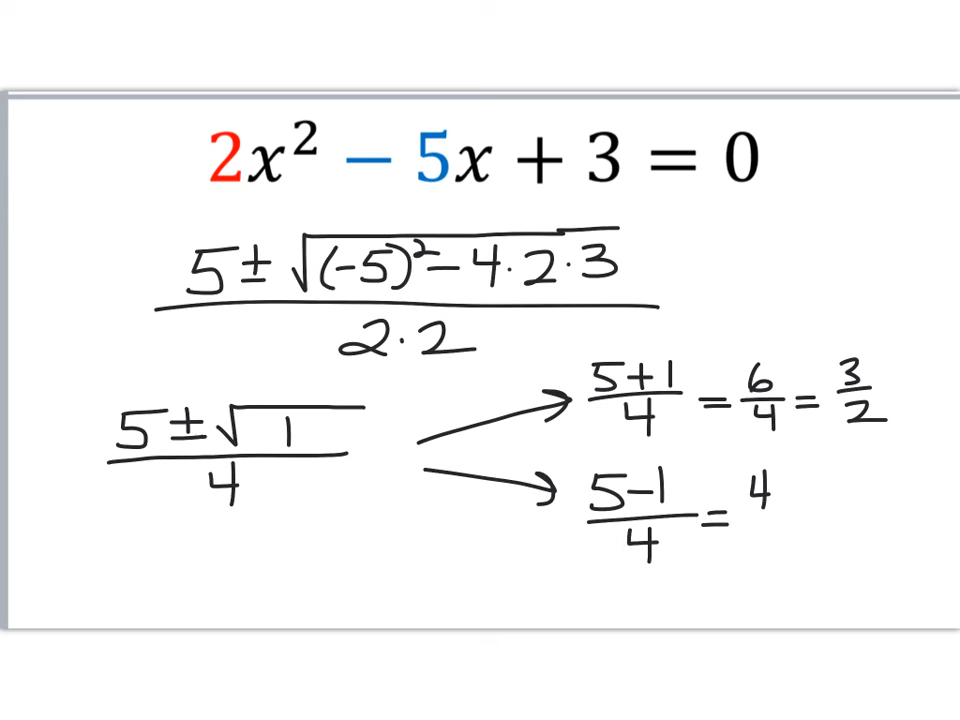 2x² − 5x + 3 = 0
5 ± √((-5)² − 4·2·3)
2·2
5 ± √1
4
5+1 / 4 = 6/4 = 3/2
5−1 / 4 = 4